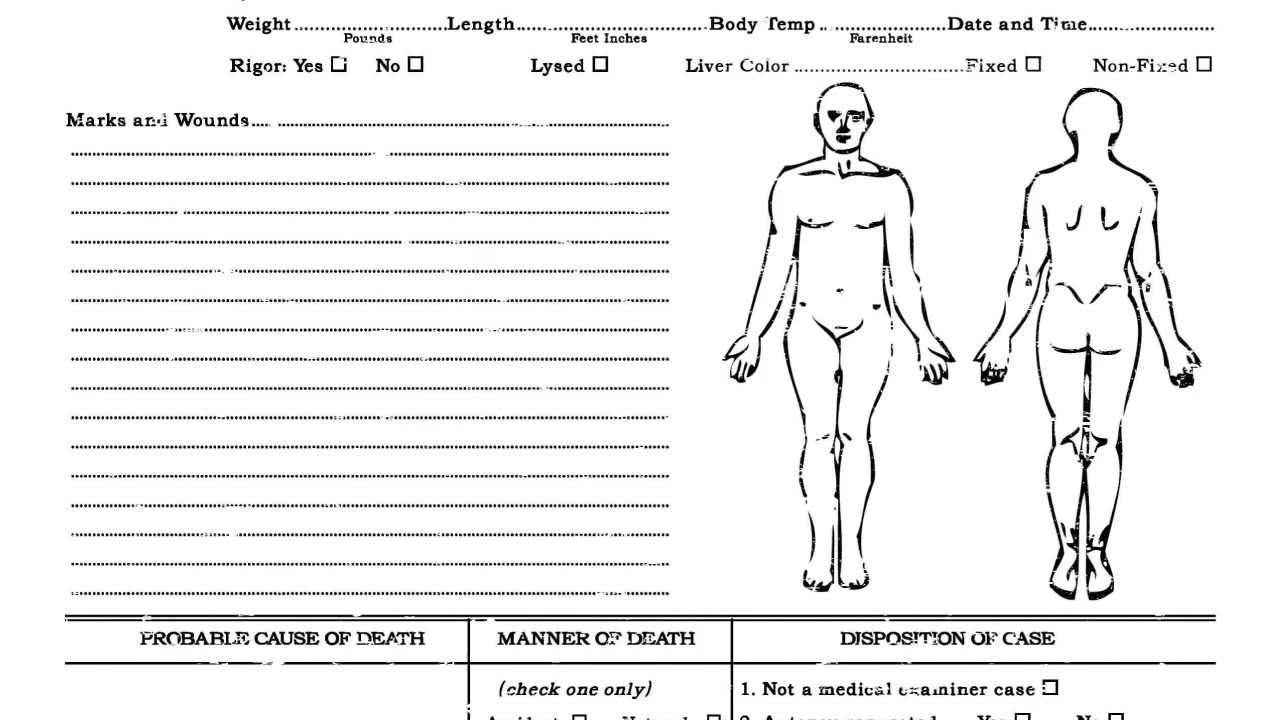 Weight ........................Length.............................Body Temp ......................Date and Time....................
Pounds Feet Inches Farenheit
Rigor: Yes ☐ No ☐ Lysed ☐ Liver Color ..............................Fixed ☐ Non-Fixed ☐
Marks and Wounds....
PROBABLE CAUSE OF DEATH MANNER OF DEATH DISPOSITION OF CASE
(check one only) 1. Not a medical examiner case ☐